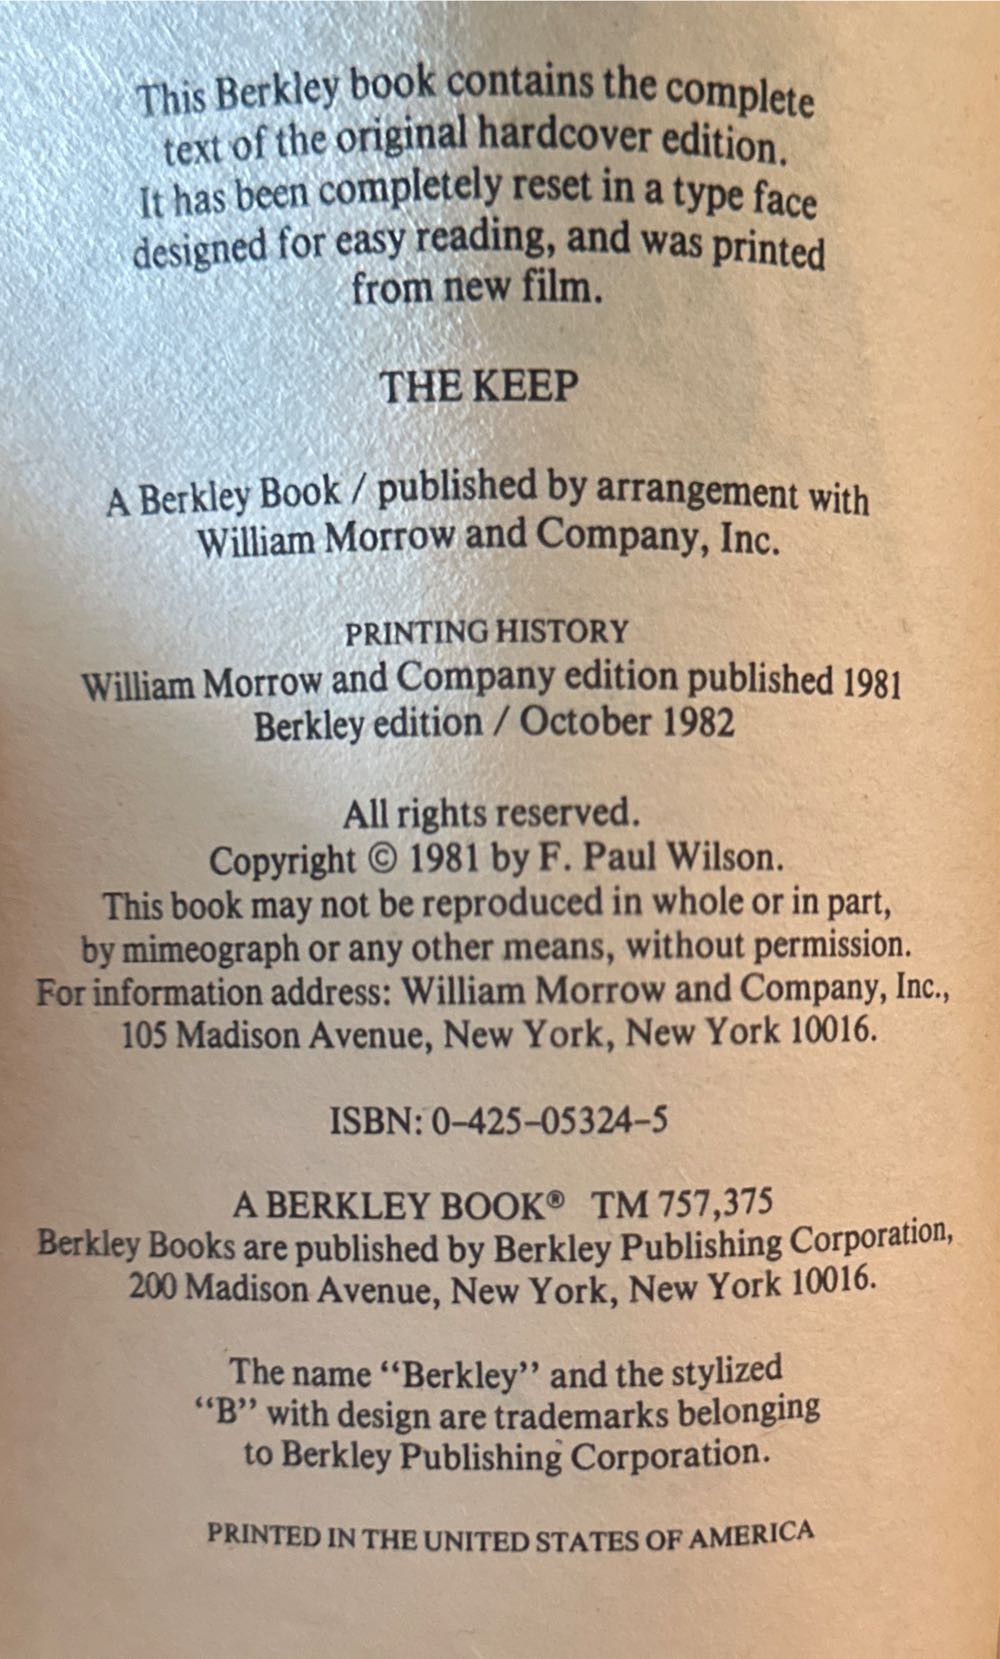 This Berkley book contains the complete
text of the original hardcover edition.
It has been completely reset in a type face
designed for easy reading, and was printed
from new film.
THE KEEP
A Berkley Book / published by arrangement with
William Morrow and Company, Inc.
PRINTING HISTORY
William Morrow and Company edition published 1981
Berkley edition / October 1982
All rights reserved.
Copyright © 1981 by F. Paul Wilson.
This book may not be reproduced in whole or in part,
by mimeograph or any other means, without permission.
For information address: William Morrow and Company, Inc.,
105 Madison Avenue, New York, New York 10016.
ISBN: 0–425–05324–5
A BERKLEY BOOK® TM 757,375
Berkley Books are published by Berkley Publishing Corporation,
200 Madison Avenue, New York, New York 10016.
The name “Berkley” and the stylized
“B” with design are trademarks belonging
to Berkley Publishing Corporation.
PRINTED IN THE UNITED STATES OF AMERICA